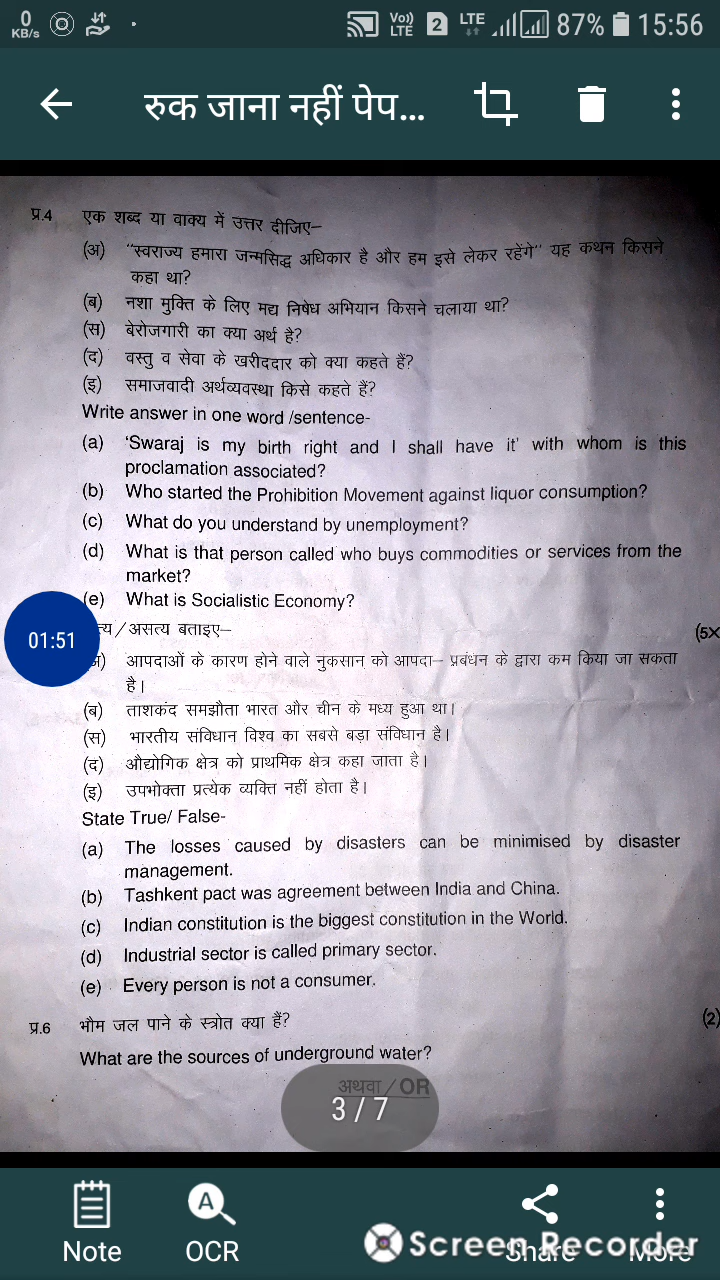 0 KB/s Vo)) LTE 2 LTE 87% 15:56
रुक जाना नहीं पेप...
प्र.4 एक शब्द या वाक्य में उत्तर दीजिए–
(अ) "स्वराज्य हमारा जन्मसिद्ध अधिकार है और हम इसे लेकर रहेंगे" यह कथन किसने
कहा था?
(ब) नशा मुक्ति के लिए मद्य निषेध अभियान किसने चलाया था?
(स) बेरोजगारी का क्या अर्थ है?
(द) वस्तु व सेवा के खरीददार को क्या कहते हैं?
(इ) समाजवादी अर्थव्यवस्था किसे कहते हैं?
Write answer in one word /sentence-
(a) 'Swaraj is my birth right and I shall have it' with whom is this
proclamation associated?
(b) Who started the Prohibition Movement against liquor consumption?
(c) What do you understand by unemployment?
(d) What is that person called who buys commodities or services from the
market?
(e) What is Socialistic Economy?
01:51
त्य/असत्य बताइए– (5X
अ) आपदाओं के कारण होने वाले नुकसान को आपदा– प्रबंधन के द्वारा कम किया जा सकता
है।
(ब) ताशकंद समझौता भारत और चीन के मध्य हुआ था।
(स) भारतीय संविधान विश्व का सबसे बड़ा संविधान है।
(द) औद्योगिक क्षेत्र को प्राथमिक क्षेत्र कहा जाता है।
(इ) उपभोक्ता प्रत्येक व्यक्ति नहीं होता है।
State True/ False-
(a) The losses caused by disasters can be minimised by disaster
management.
(b) Tashkent pact was agreement between India and China.
(c) Indian constitution is the biggest constitution in the World.
(d) Industrial sector is called primary sector.
(e) Every person is not a consumer.
प्र.6 भौम जल पाने के स्त्रोत क्या हैं? (2)
What are the sources of underground water?
अथवा/OR
3 / 7
A
Note OCR Share More
Screen Recorder